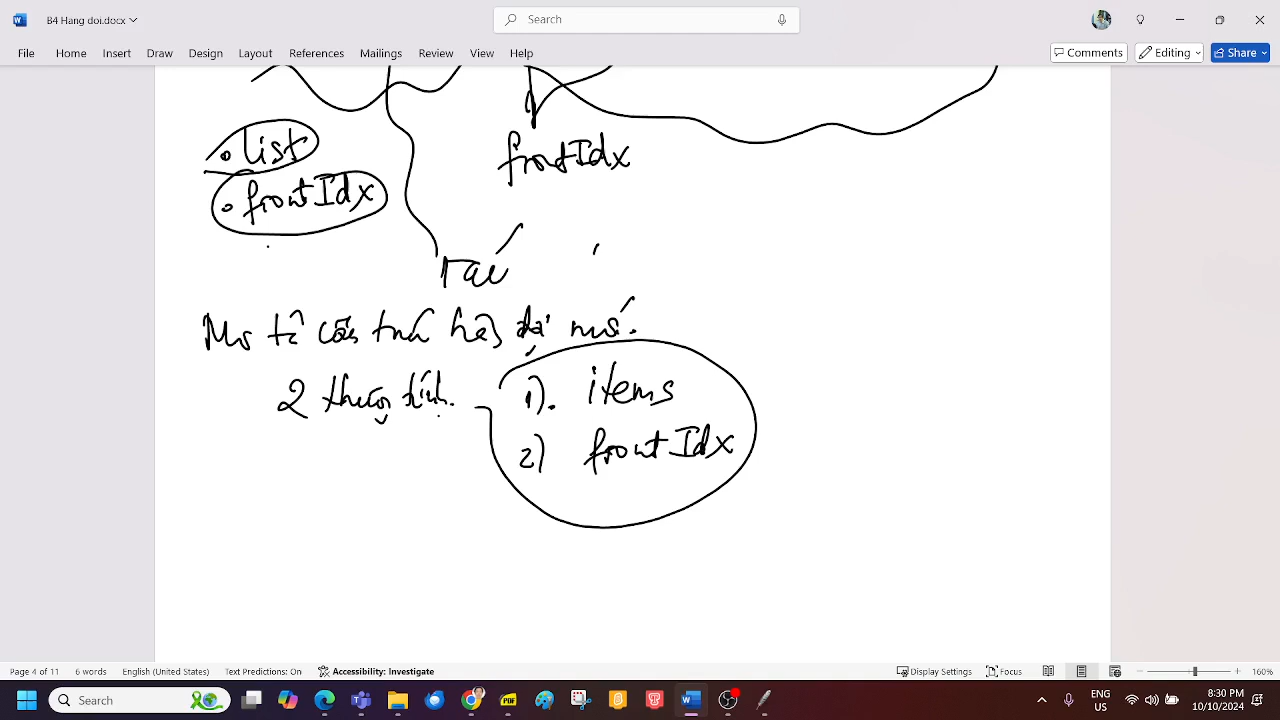 B4 Hang doi.docx
Search
File Home Insert Draw Design Layout References Mailings Review View Help
Comments Editing Share
• list
frontIdx
• frontIdx
rác
Mô tả cấu trúc hàng đợi mới.
2 thuộc tính.
1). items
2) frontIdx
Page 4 of 11 6 words English (United States) Text Predictions: On Accessibility: Investigate Display Settings Focus 160%
Search
ENG US
8:30 PM
10/10/2024